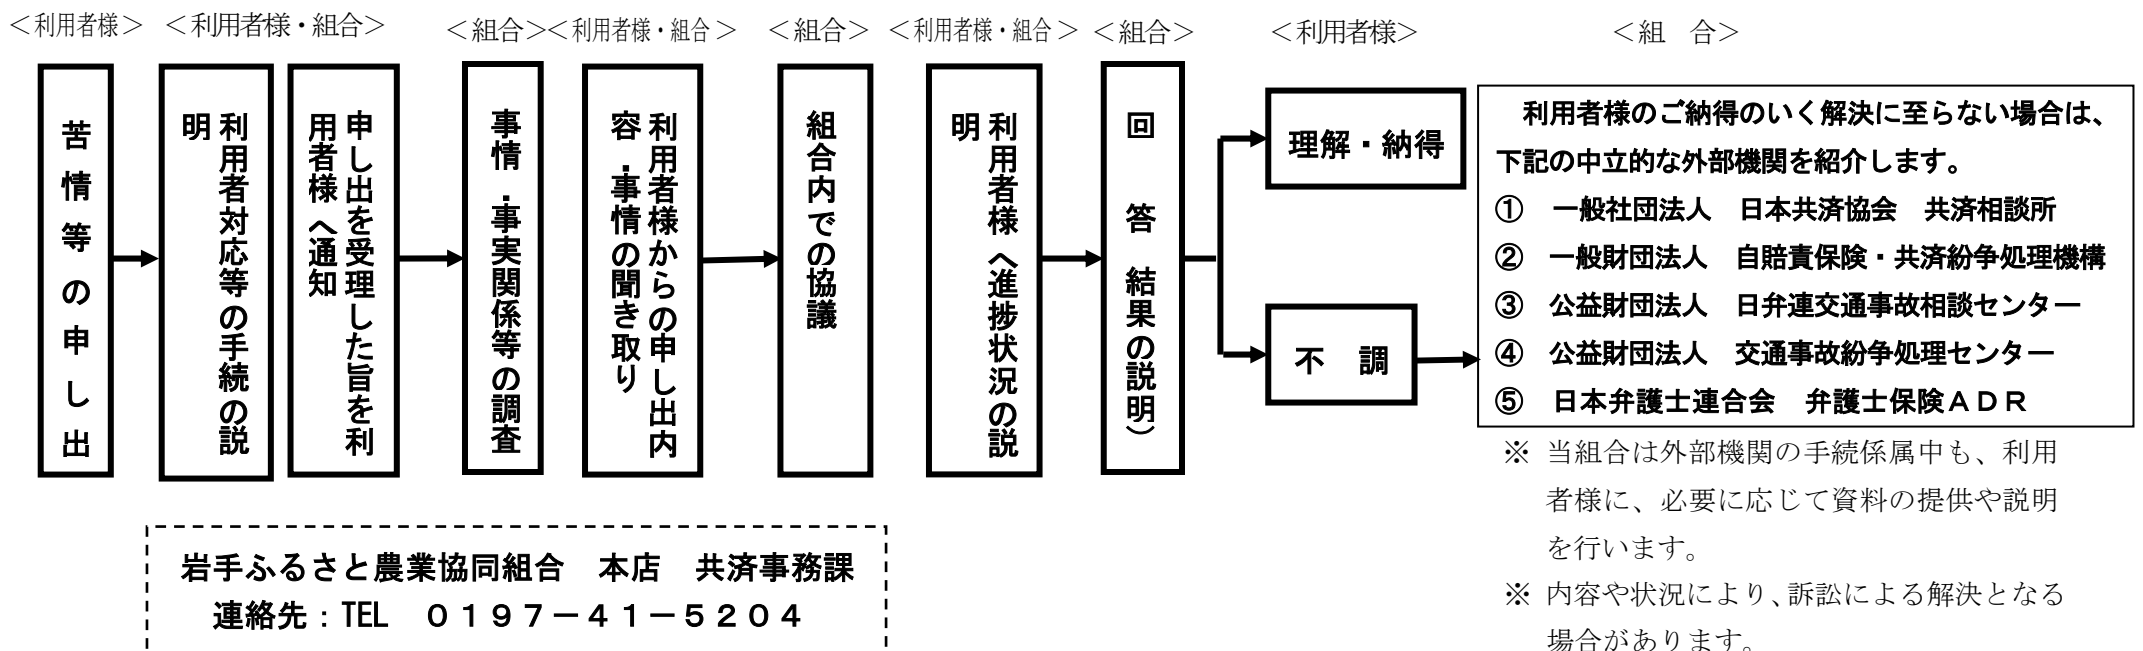 ＜利用者様＞
＜利用者様・組合＞
＜組合＞
＜利用者様・組合＞
＜組合＞
＜利用者様・組合＞
＜組合＞
＜利用者様＞
＜組　合＞
苦情等の申し出
利用者対応等の手続の説
明
申し出を受理した旨を利
用者様へ通知
事情・事実関係等の調査
利用者様からの申し出内
容・事情の聞き取り
組合内での協議
利用者様へ進捗状況の説
明
回　答　結果の説明）
理解・納得
不　調
利用者様のご納得のいく解決に至らない場合は、
下記の中立的な外部機関を紹介します。
①　一般社団法人　日本共済協会　共済相談所
②　一般財団法人　自賠責保険・共済紛争処理機構
③　公益財団法人　日弁連交通事故相談センター
④　公益財団法人　交通事故紛争処理センター
⑤　日本弁護士連合会　弁護士保険ＡＤＲ
※ 当組合は外部機関の手続係属中も、利用
者様に、必要に応じて資料の提供や説明
を行います。
※ 内容や状況により、訴訟による解決となる
場合があります。
岩手ふるさと農業協同組合　本店　共済事務課
連絡先：TEL　０１９７－４１－５２０４